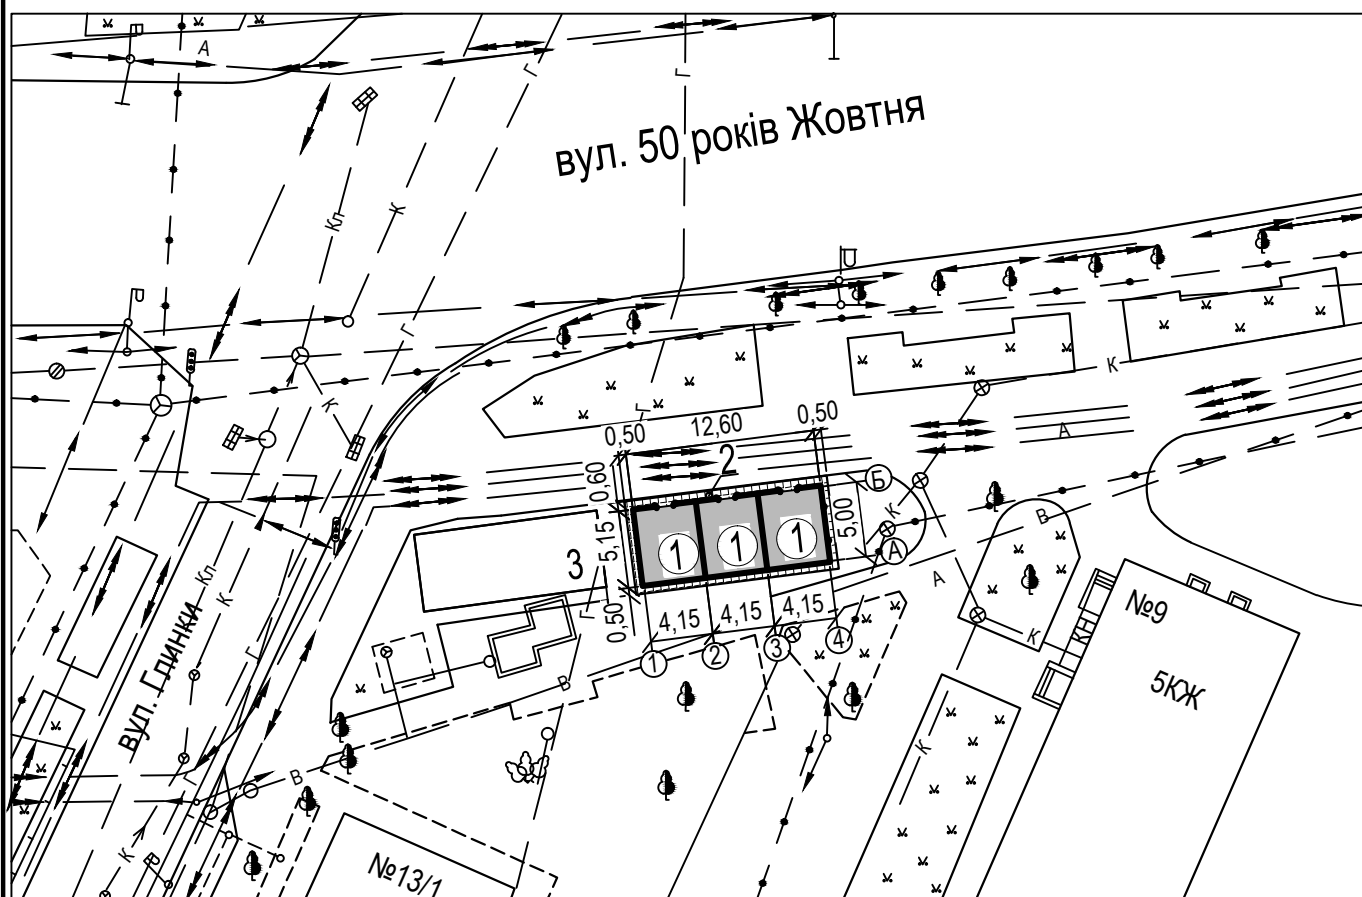 А
Г
Г
вул. 50 років Жовтня
Кл
К
Г
К
К
А
0,50
12,60
0,50
Г
2
Б
0,60
5,15
5,00
К
В
3
1
1
1
А
А
Кл
К
Г
0,50
4,15
4,15
4,15
1
2
3
4
№9
КН
К
5КЖ
вул. Глинки
Г
В
К
В
К
№13/1